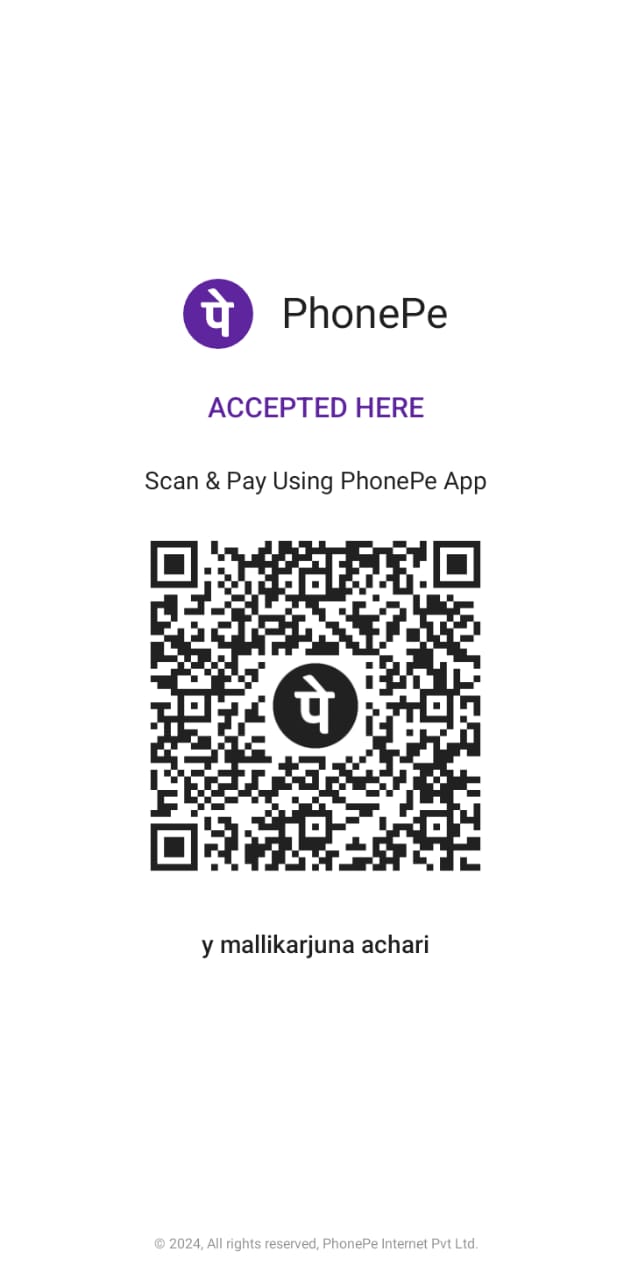 पे PhonePe
ACCEPTED HERE
Scan & Pay Using PhonePe App
पे
y mallikarjuna achari
© 2024, All rights reserved, PhonePe Internet Pvt Ltd.